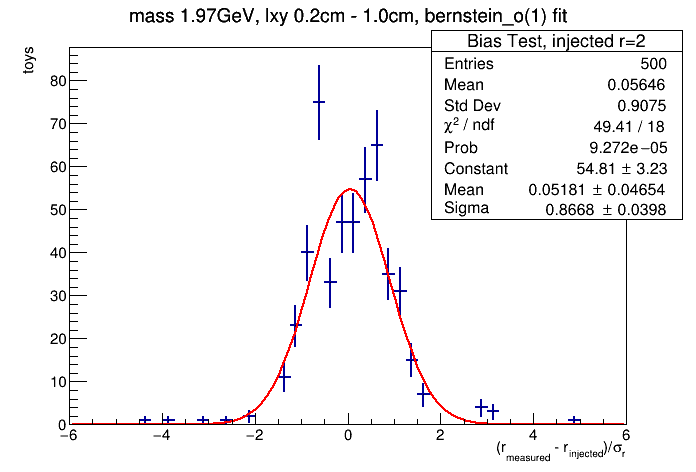 mass 1.97GeV, lxy 0.2cm - 1.0cm, bernstein_o(1) fit
toys
Bias Test, injected r=2
Entries 500
Mean 0.05646
Std Dev 0.9075
χ² / ndf 49.41 / 18
Prob 9.272e−05
Constant 54.81 ± 3.23
Mean 0.05181 ± 0.04654
Sigma 0.8668 ± 0.0398
80
70
60
50
40
30
20
10
0
−6 −4 −2 0 2 4 6
(r_measured - r_injected)/σ_r